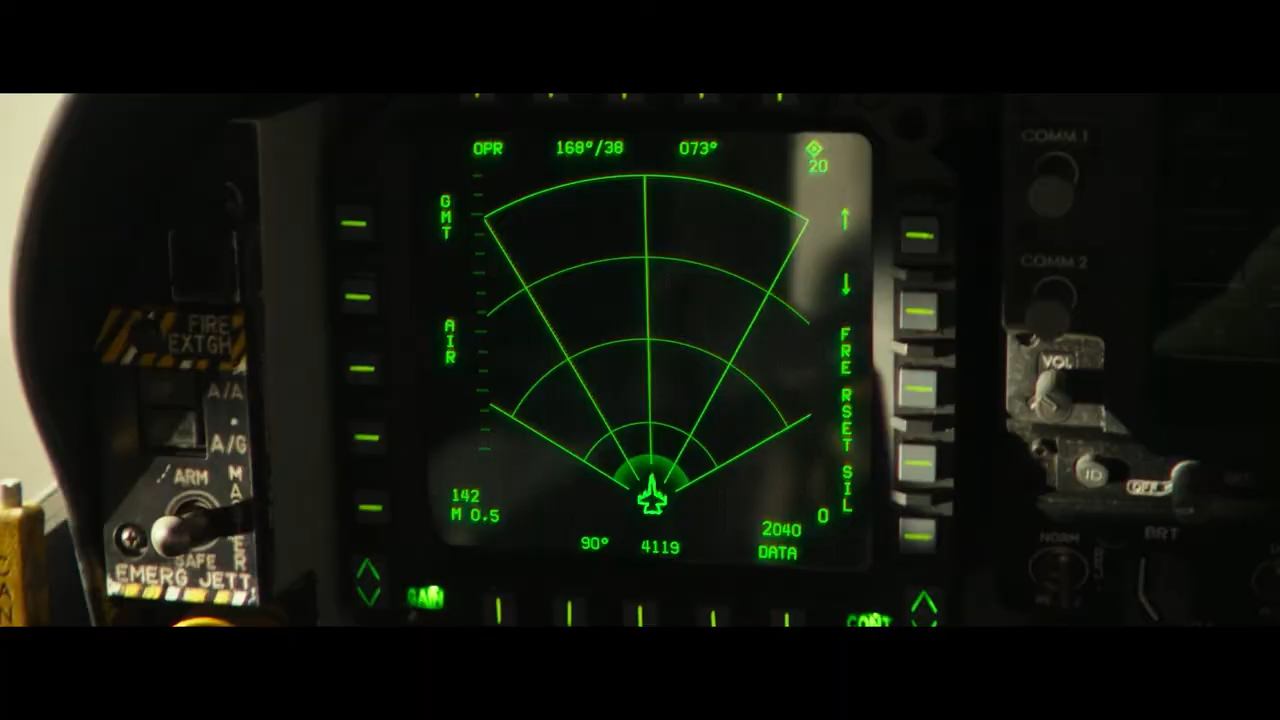 OPR 168°/38 073°
20
GMT
AIR
FRE RSET SIL
142
M 0.5
90° 4119
2040
0
DATA
GAIN
CONT
FIRE
EXTGH
A/A
A/G
ARM
MASTER
SAFE
EMERG JETT
COMM 1
COMM 2
VOL
ID
OFF
NORM
BRT